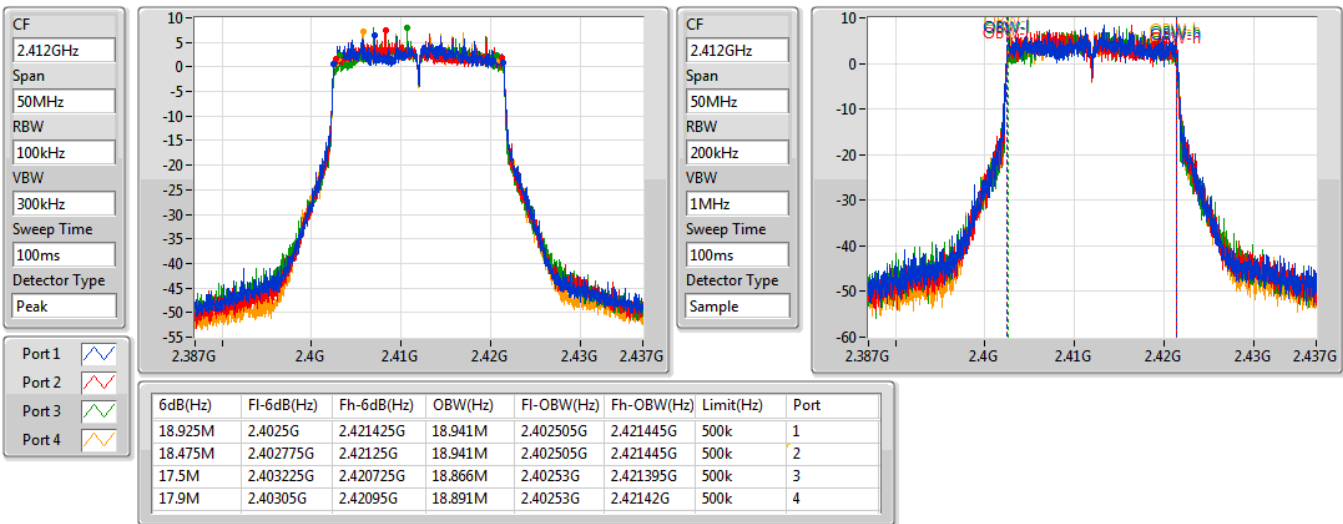 CF
2.412GHz
Span
50MHz
RBW
100kHz
VBW
300kHz
Sweep Time
100ms
Detector Type
Peak
10
5
0
-5
-10
-15
-20
-25
-30
-35
-40
-45
-50
-55
2.387G 2.4G 2.41G 2.42G 2.43G 2.437G
CF
2.412GHz
Span
50MHz
RBW
200kHz
VBW
1MHz
Sweep Time
100ms
Detector Type
Sample
10
0
-10
-20
-30
-40
-50
-60
OBW-l OBW-h
2.387G 2.4G 2.41G 2.42G 2.43G 2.437G
Port 1
Port 2
Port 3
Port 4
6dB(Hz) Fl-6dB(Hz) Fh-6dB(Hz) OBW(Hz) Fl-OBW(Hz) Fh-OBW(Hz) Limit(Hz) Port
18.925M 2.4025G 2.421425G 18.941M 2.402505G 2.421445G 500k 1
18.475M 2.402775G 2.42125G 18.941M 2.402505G 2.421445G 500k 2
17.5M 2.403225G 2.420725G 18.866M 2.40253G 2.421395G 500k 3
17.9M 2.40305G 2.42095G 18.891M 2.40253G 2.42142G 500k 4